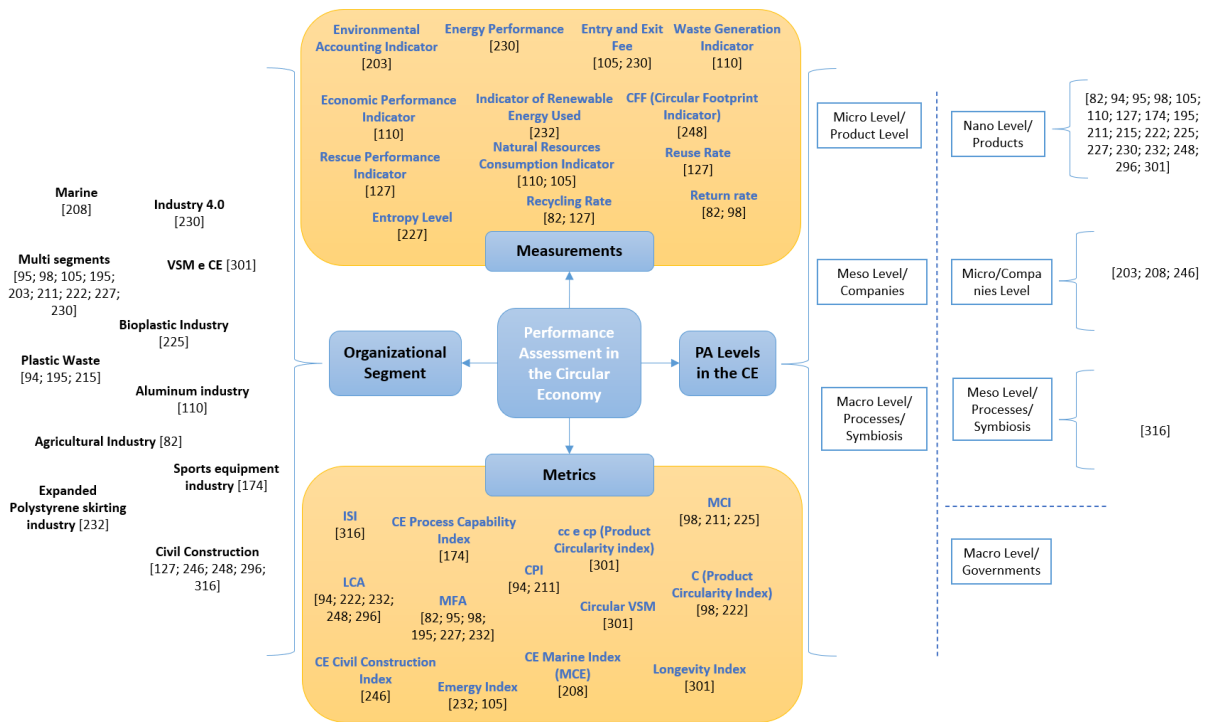 Environmental
Accounting Indicator
[203]
Energy Performance
[230]
Entry and Exit
Fee
[105; 230]
Waste Generation
Indicator
[110]
Economic Performance
Indicator
[110]
Indicator of Renewable
Energy Used
[232]
CFF (Circular Footprint
Indicator)
[248]
Rescue Performance
Indicator
[127]
Natural Resources
Consumption Indicator
[110; 105]
Reuse Rate
[127]
Entropy Level
[227]
Recycling Rate
[82; 127]
Return rate
[82; 98]
Measurements
Marine
[208]
Industry 4.0
[230]
Multi segments
[95; 98; 105; 195;
203; 211; 222; 227;
230]
VSM e CE [301]
Bioplastic Industry
[225]
Plastic Waste
[94; 195; 215]
Aluminum industry
[110]
Agricultural Industry [82]
Sports equipment
industry [174]
Expanded
Polystyrene skirting
industry [232]
Civil Construction
[127; 246; 248; 296;
316]
Organizational
Segment
Performance
Assessment in
the Circular
Economy
PA Levels
in the CE
Micro Level/
Product Level
Meso Level/
Companies
Macro Level/
Processes/
Symbiosis
Nano Level/
Products
[82; 94; 95; 98; 105;
110; 127; 174; 195;
211; 215; 222; 225;
227; 230; 232; 248;
296; 301]
Micro/Compa
nies Level
[203; 208; 246]
Meso Level/
Processes/
Symbiosis
[316]
Macro Level/
Governments
Metrics
ISI
[316]
CE Process Capability
Index
[174]
cc e cp (Product
Circularity index)
[301]
MCI
[98; 211; 225]
LCA
[94; 222; 232;
248; 296]
MFA
[82; 95; 98;
195; 227; 232]
CPI
[94; 211]
Circular VSM
[301]
C (Product
Circularity Index)
[98; 222]
CE Civil Construction
Index
[246]
Emergy Index
[232; 105]
CE Marine Index
(MCE)
[208]
Longevity Index
[301]